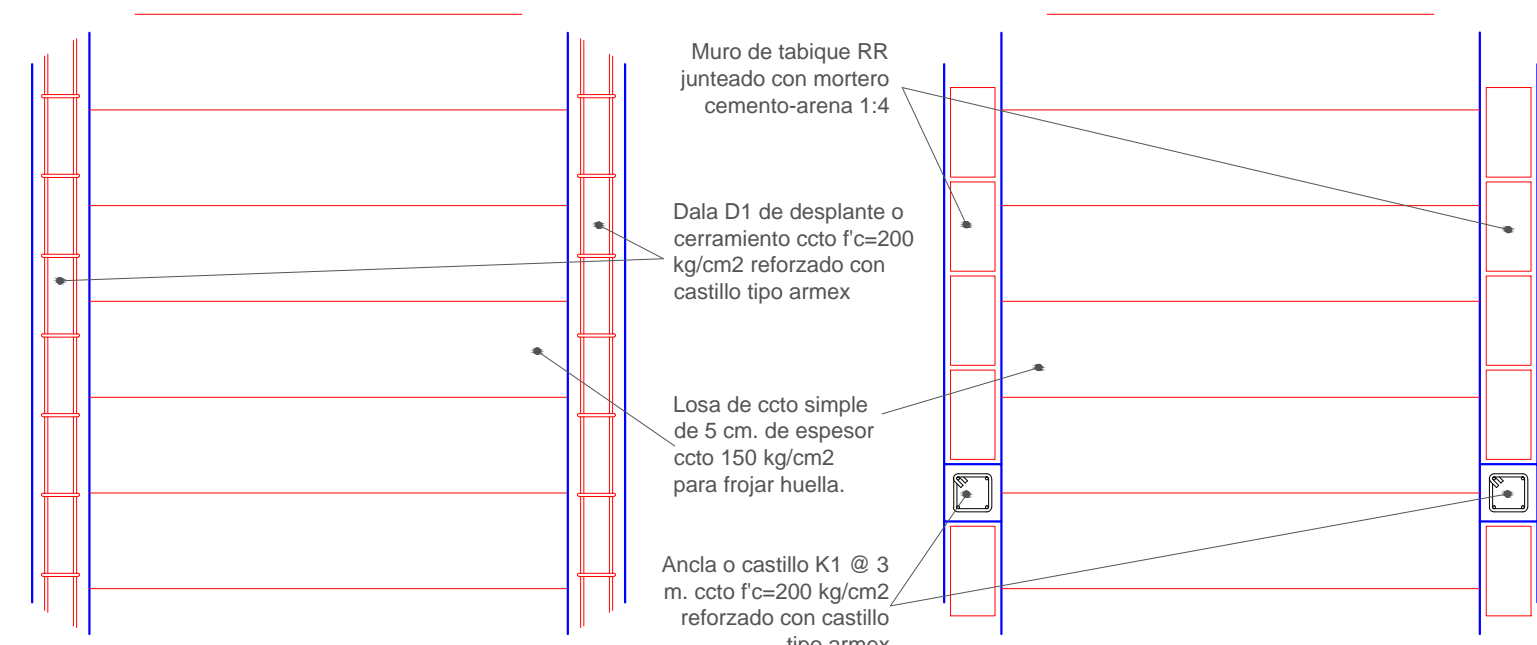 Muro de tabique RR
junteado con mortero
cemento-arena 1:4
Dala D1 de desplante o
cerramiento ccto f'c=200
kg/cm2 reforzado con
castillo tipo armex
Losa de ccto simple
de 5 cm. de espesor
ccto 150 kg/cm2
para frojar huella.
Ancla o castillo K1 @ 3
m. ccto f'c=200 kg/cm2
reforzado con castillo
tipo armex